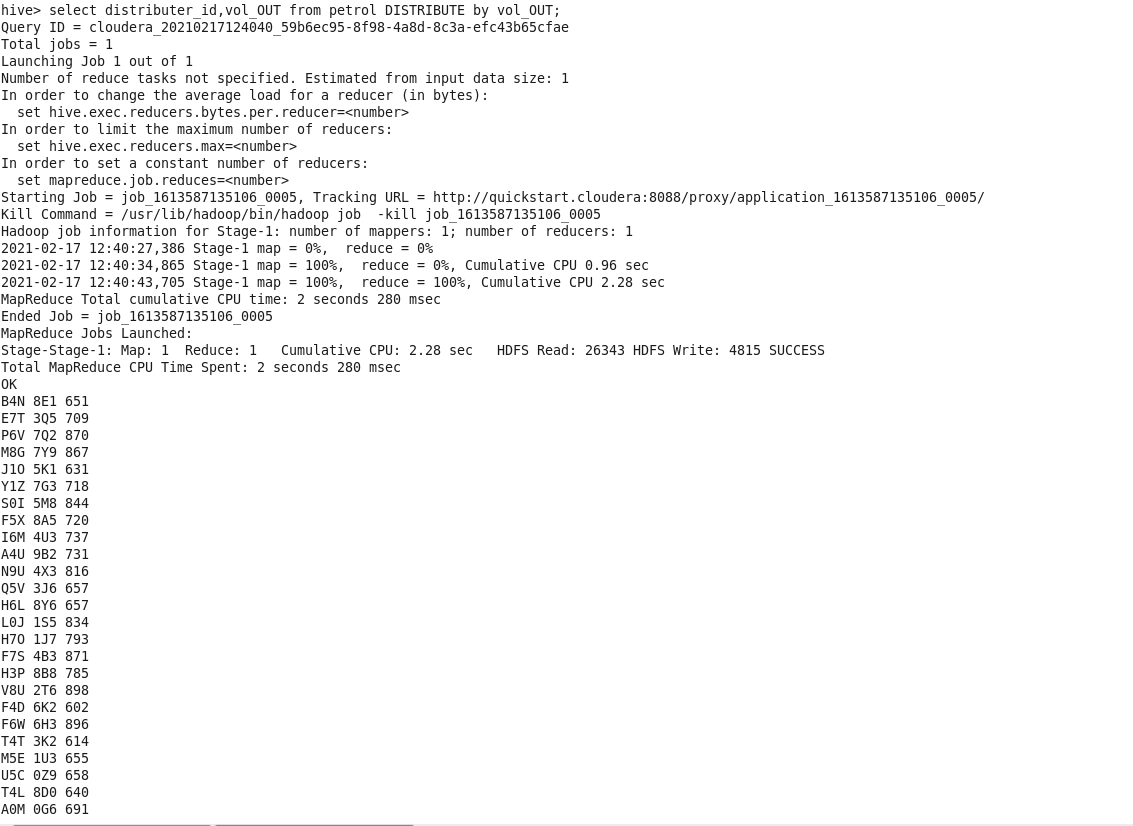 hive> select distributer_id,vol_OUT from petrol DISTRIBUTE by vol_OUT;
Query ID = cloudera_20210217124040_59b6ec95-8f98-4a8d-8c3a-efc43b65cfae
Total jobs = 1
Launching Job 1 out of 1
Number of reduce tasks not specified. Estimated from input data size: 1
In order to change the average load for a reducer (in bytes):
  set hive.exec.reducers.bytes.per.reducer=<number>
In order to limit the maximum number of reducers:
  set hive.exec.reducers.max=<number>
In order to set a constant number of reducers:
  set mapreduce.job.reduces=<number>
Starting Job = job_1613587135106_0005, Tracking URL = http://quickstart.cloudera:8088/proxy/application_1613587135106_0005/
Kill Command = /usr/lib/hadoop/bin/hadoop job  -kill job_1613587135106_0005
Hadoop job information for Stage-1: number of mappers: 1; number of reducers: 1
2021-02-17 12:40:27,386 Stage-1 map = 0%,  reduce = 0%
2021-02-17 12:40:34,865 Stage-1 map = 100%,  reduce = 0%, Cumulative CPU 0.96 sec
2021-02-17 12:40:43,705 Stage-1 map = 100%,  reduce = 100%, Cumulative CPU 2.28 sec
MapReduce Total cumulative CPU time: 2 seconds 280 msec
Ended Job = job_1613587135106_0005
MapReduce Jobs Launched:
Stage-Stage-1: Map: 1  Reduce: 1   Cumulative CPU: 2.28 sec   HDFS Read: 26343 HDFS Write: 4815 SUCCESS
Total MapReduce CPU Time Spent: 2 seconds 280 msec
OK
B4N 8E1 651
E7T 3Q5 709
P6V 7Q2 870
M8G 7Y9 867
J1O 5K1 631
Y1Z 7G3 718
S0I 5M8 844
F5X 8A5 720
I6M 4U3 737
A4U 9B2 731
N9U 4X3 816
Q5V 3J6 657
H6L 8Y6 657
L0J 1S5 834
H7O 1J7 793
F7S 4B3 871
H3P 8B8 785
V8U 2T6 898
F4D 6K2 602
F6W 6H3 896
T4T 3K2 614
M5E 1U3 655
U5C 0Z9 658
T4L 8D0 640
A0M 0G6 691